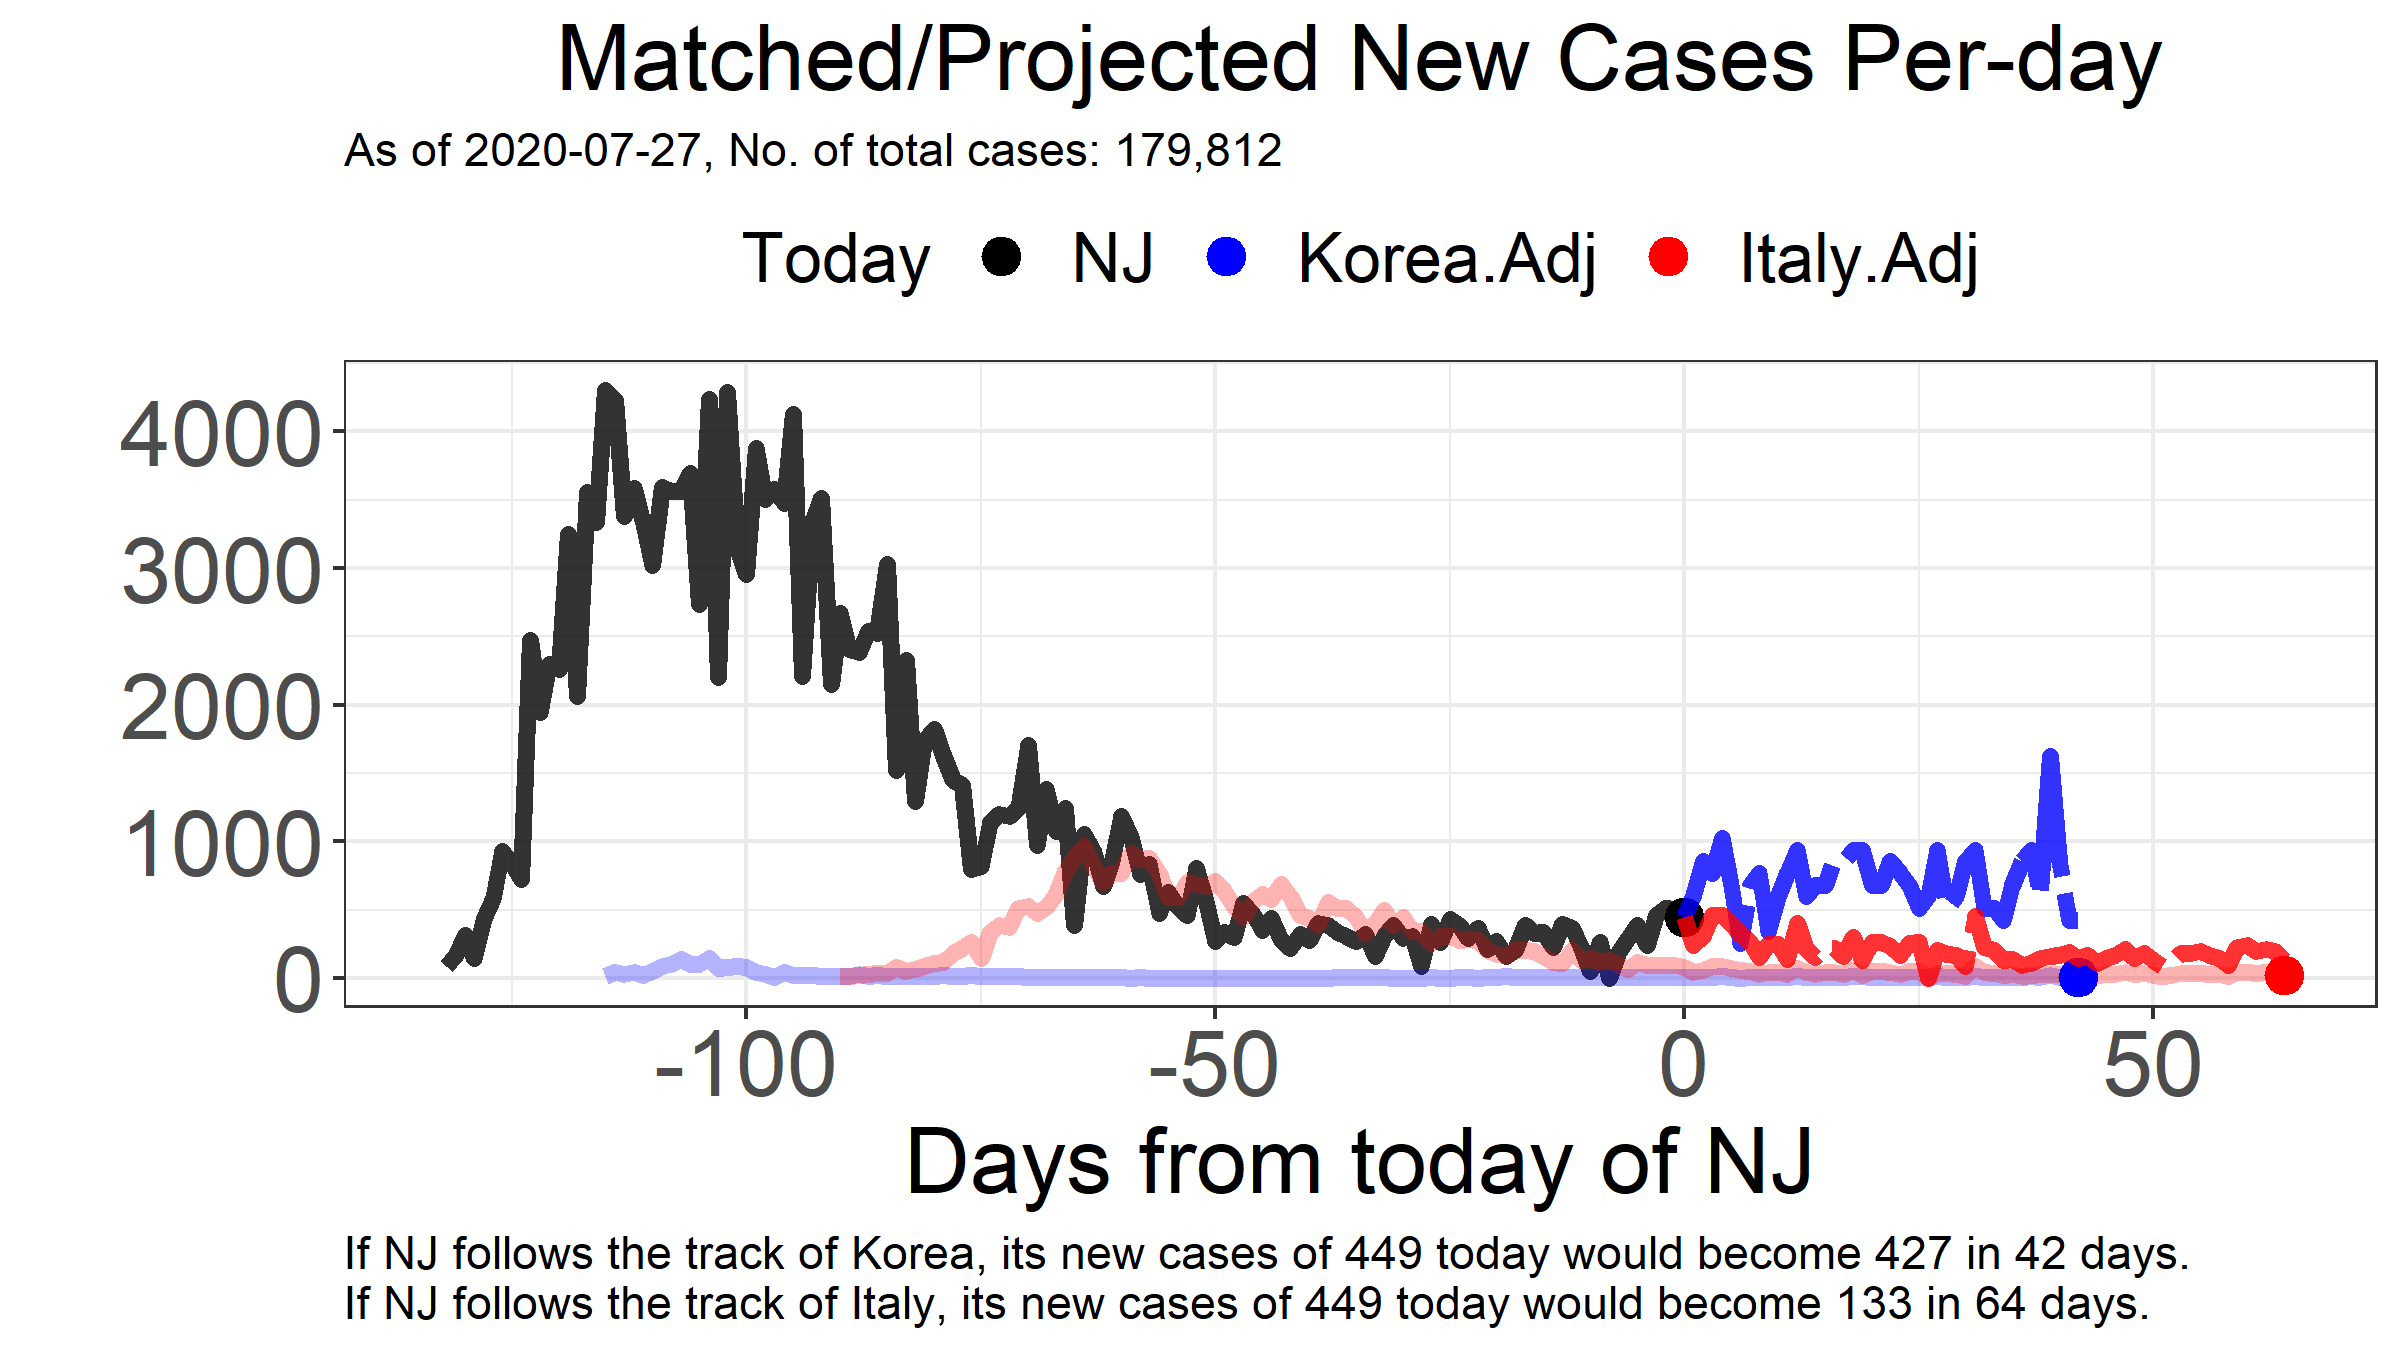 Matched/Projected New Cases Per-day
As of 2020-07-27, No. of total cases: 179,812
Today NJ Korea.Adj Italy.Adj
4000
3000
2000
1000
0
-100 -50 0 50
Days from today of NJ
If NJ follows the track of Korea, its new cases of 449 today would become 427 in 42 days.
If NJ follows the track of Italy, its new cases of 449 today would become 133 in 64 days.